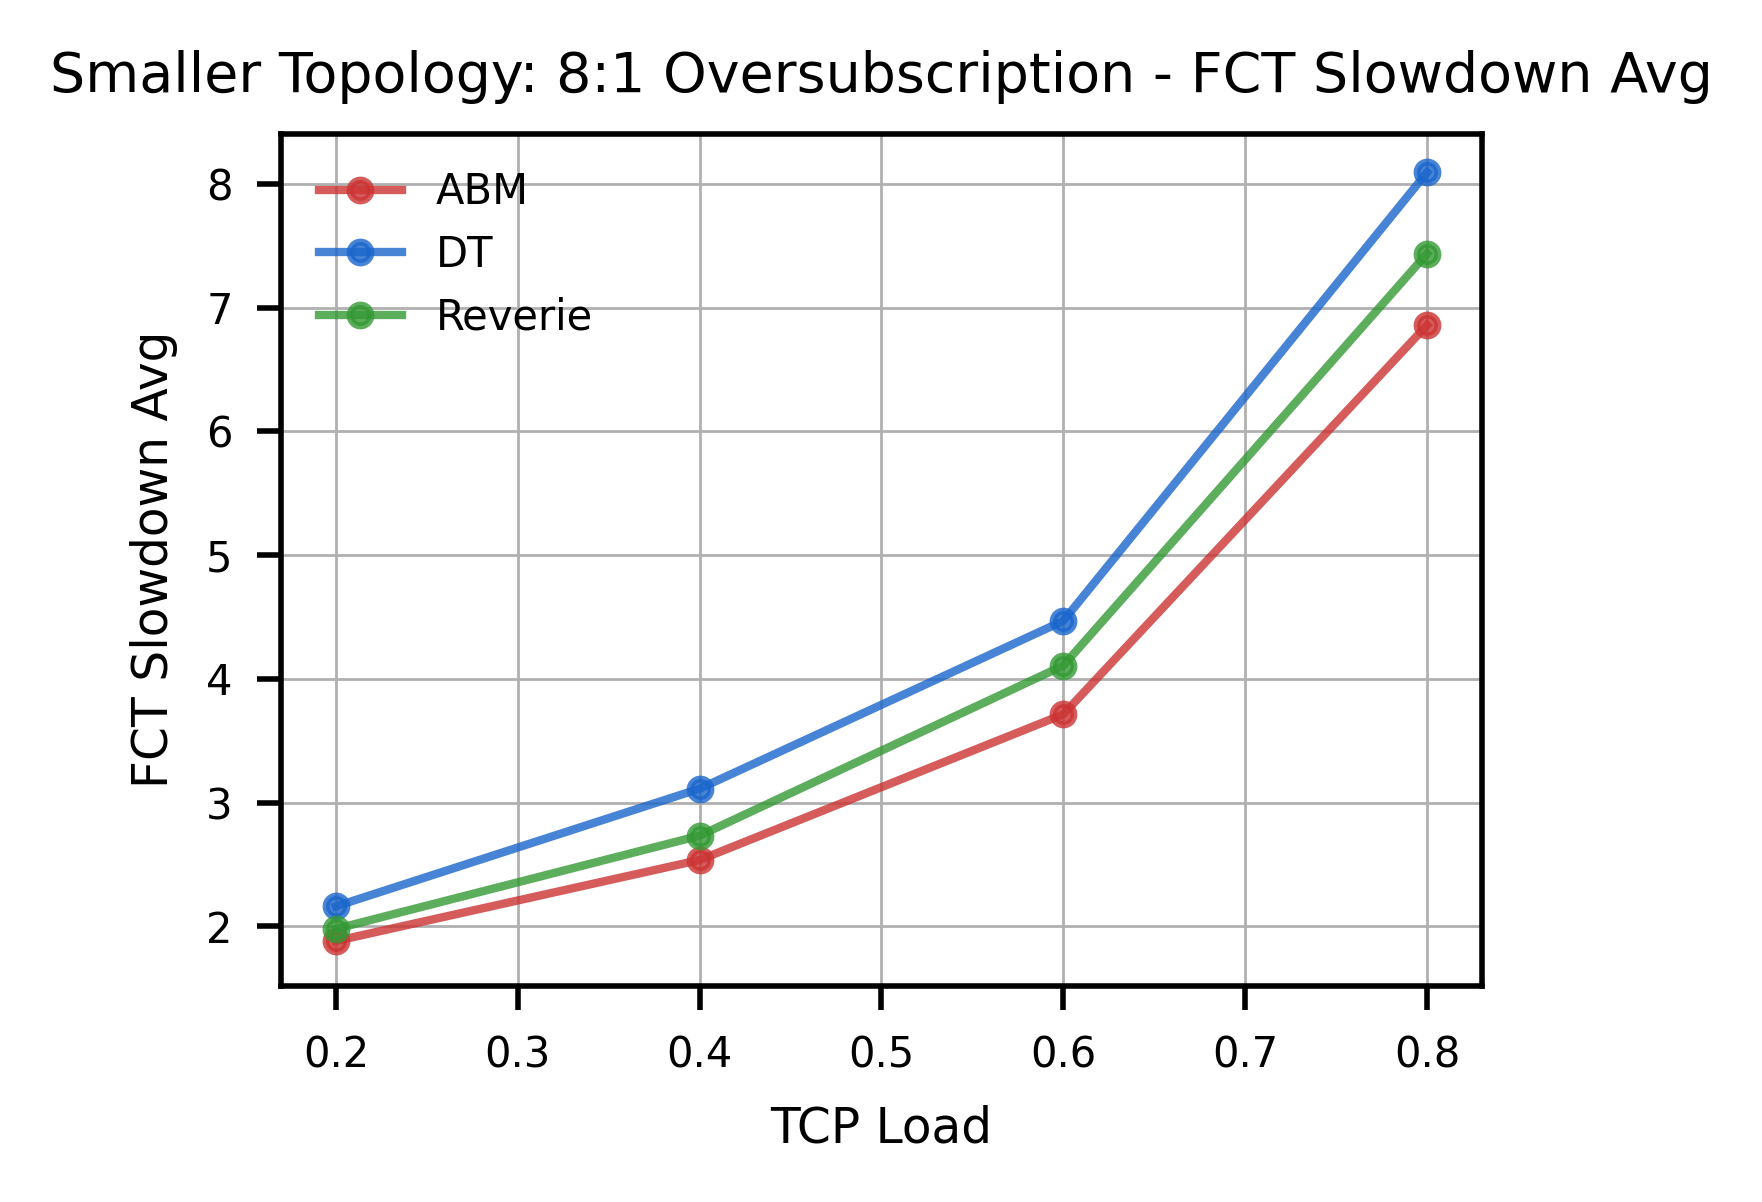 Smaller Topology: 8:1 Oversubscription - FCT Slowdown Avg
ABM
DT
Reverie
FCT Slowdown Avg
8
7
6
5
4
3
2
0.2 0.3 0.4 0.5 0.6 0.7 0.8
TCP Load